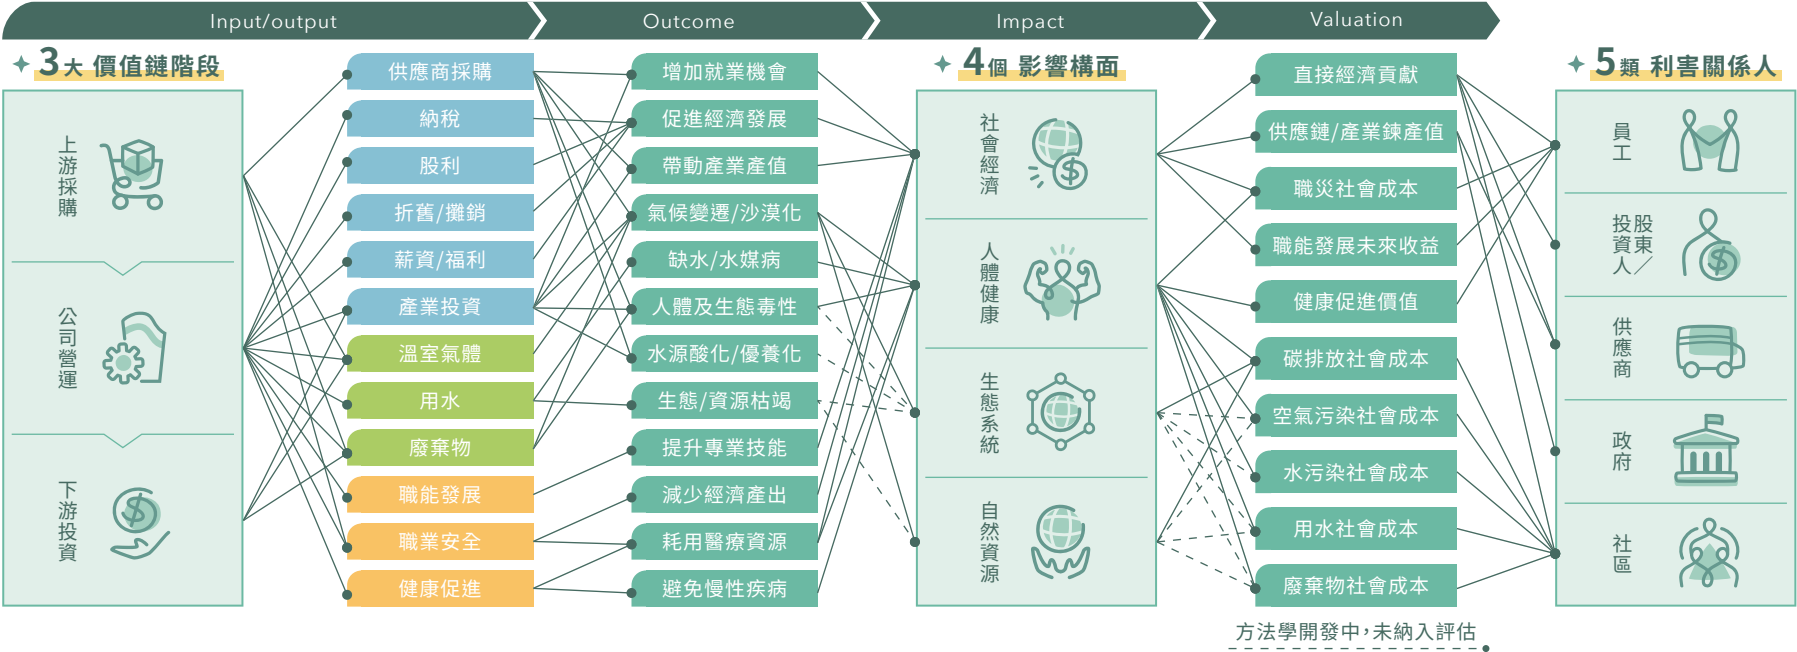 Input/output
Outcome
Impact
Valuation
3大 價值鏈階段
上游採購
公司營運
下游投資
供應商採購
納稅
股利
折舊/攤銷
薪資/福利
產業投資
溫室氣體
用水
廢棄物
職能發展
職業安全
健康促進
增加就業機會
促進經濟發展
帶動產業產值
氣候變遷/沙漠化
缺水/水媒病
人體及生態毒性
水源酸化/優養化
生態/資源枯竭
提升專業技能
減少經濟產出
耗用醫療資源
避免慢性疾病
4個 影響構面
社會經濟
人體健康
生態系統
自然資源
直接經濟貢獻
供應鏈/產業鍊產值
職災社會成本
職能發展未來收益
健康促進價值
碳排放社會成本
空氣污染社會成本
水污染社會成本
用水社會成本
廢棄物社會成本
方法學開發中，未納入評估
5類 利害關係人
員工
股東／
投資人
供應商
政府
社區